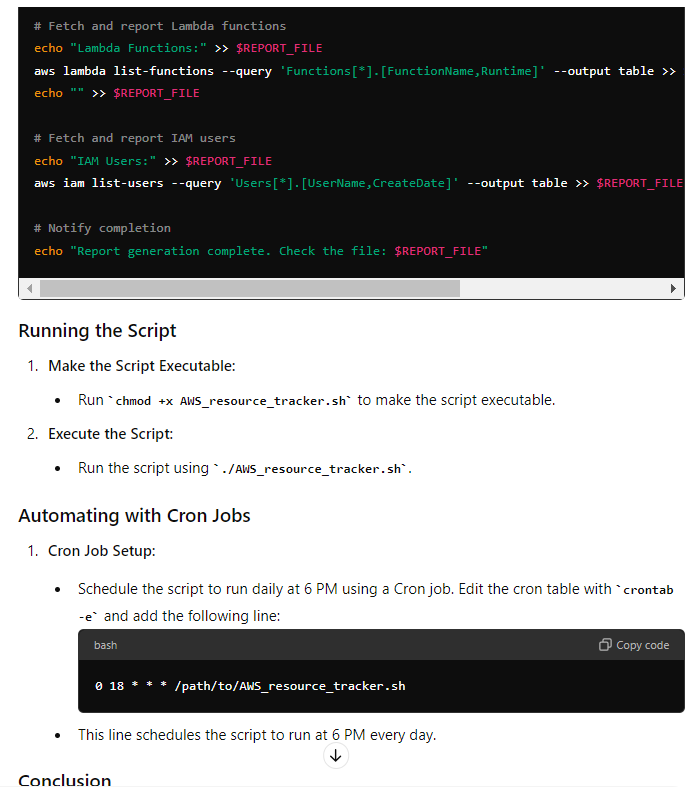 # Fetch and report Lambda functions
echo "Lambda Functions:" >> $REPORT_FILE
aws lambda list-functions --query 'Functions[*].[FunctionName,Runtime]' --output table >>
echo "" >> $REPORT_FILE
# Fetch and report IAM users
echo "IAM Users:" >> $REPORT_FILE
aws iam list-users --query 'Users[*].[UserName,CreateDate]' --output table >> $REPORT_FILE
# Notify completion
echo "Report generation complete. Check the file: $REPORT_FILE"
Running the Script
1. Make the Script Executable:
• Run `chmod +x AWS_resource_tracker.sh` to make the script executable.
2. Execute the Script:
• Run the script using `./AWS_resource_tracker.sh`.
Automating with Cron Jobs
1. Cron Job Setup:
• Schedule the script to run daily at 6 PM using a Cron job. Edit the cron table with `crontab
-e` and add the following line:
bash Copy code
0 18 * * * /path/to/AWS_resource_tracker.sh
• This line schedules the script to run at 6 PM every day.
Conclusion